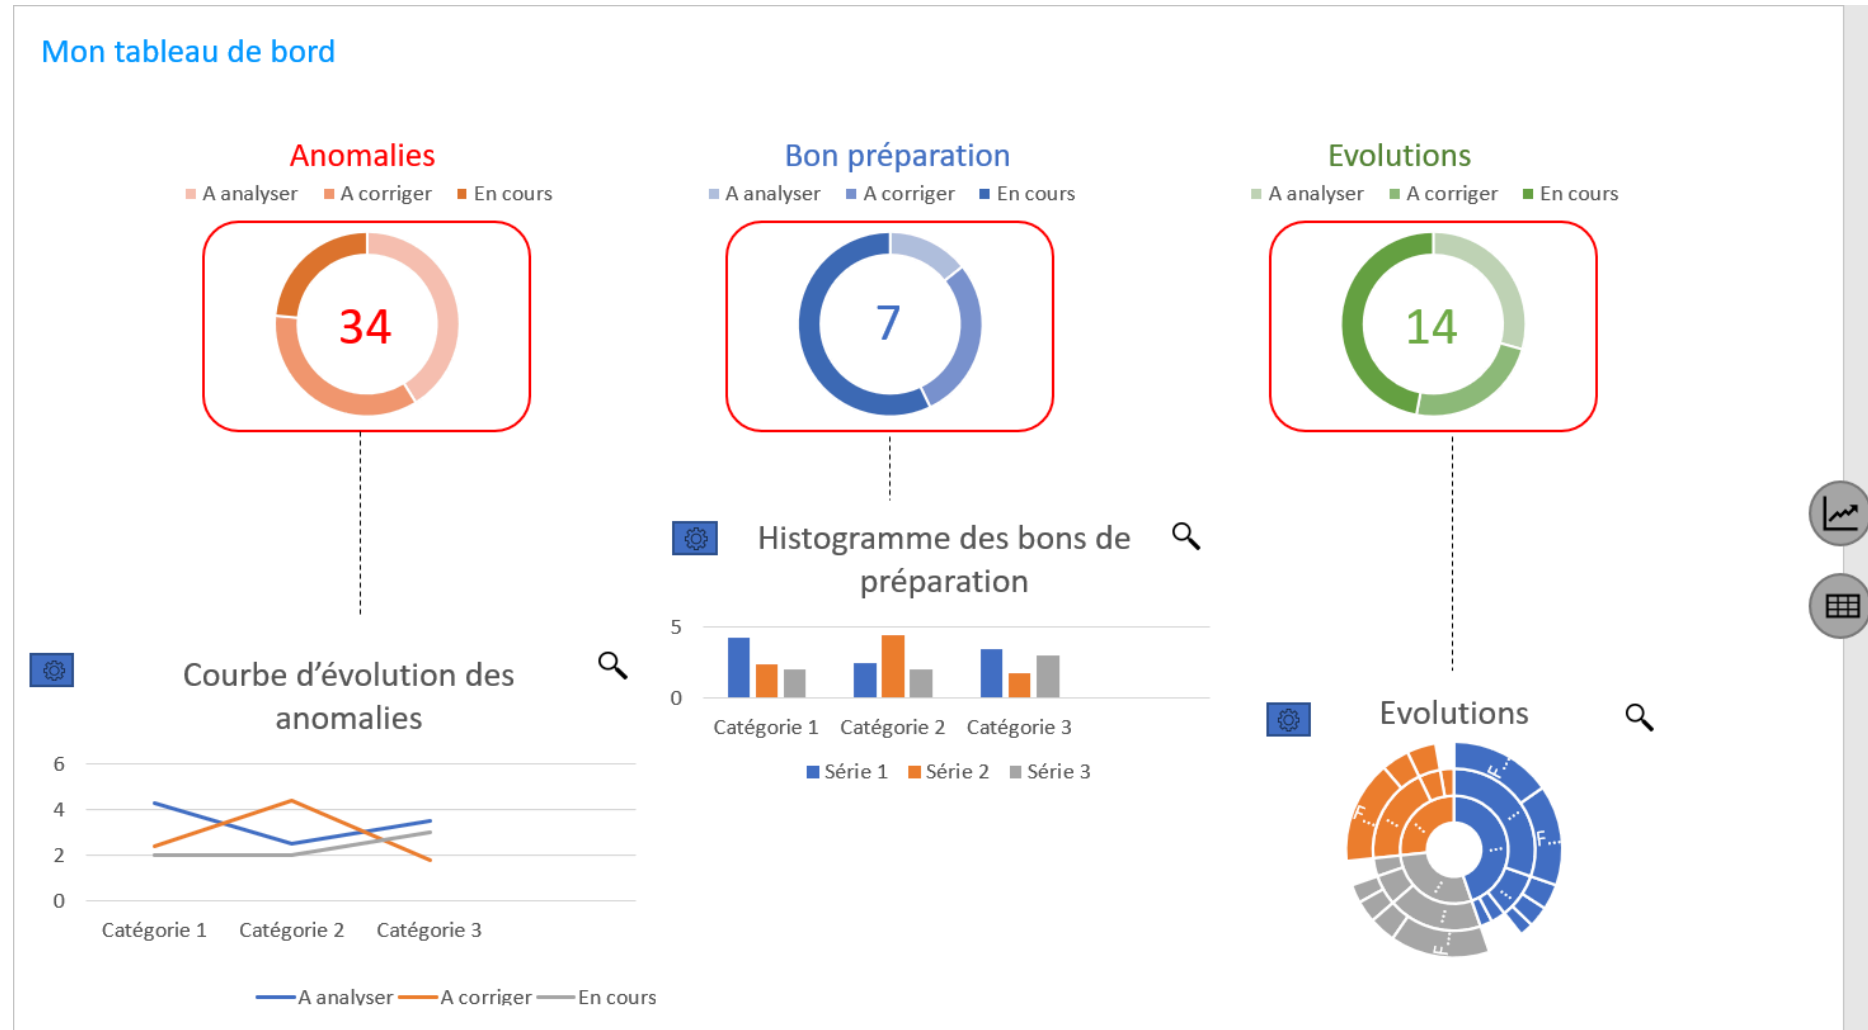 Mon tableau de bord
Anomalies
A analyser A corriger En cours
34
Bon préparation
A analyser A corriger En cours
7
Evolutions
A analyser A corriger En cours
14
Courbe d’évolution des
anomalies
6
4
2
0
Catégorie 1 Catégorie 2 Catégorie 3
A analyser A corriger En cours
Histogramme des bons de
préparation
5
0
Catégorie 1 Catégorie 2 Catégorie 3
Série 1 Série 2 Série 3
Evolutions
F...
F...
F...
F...